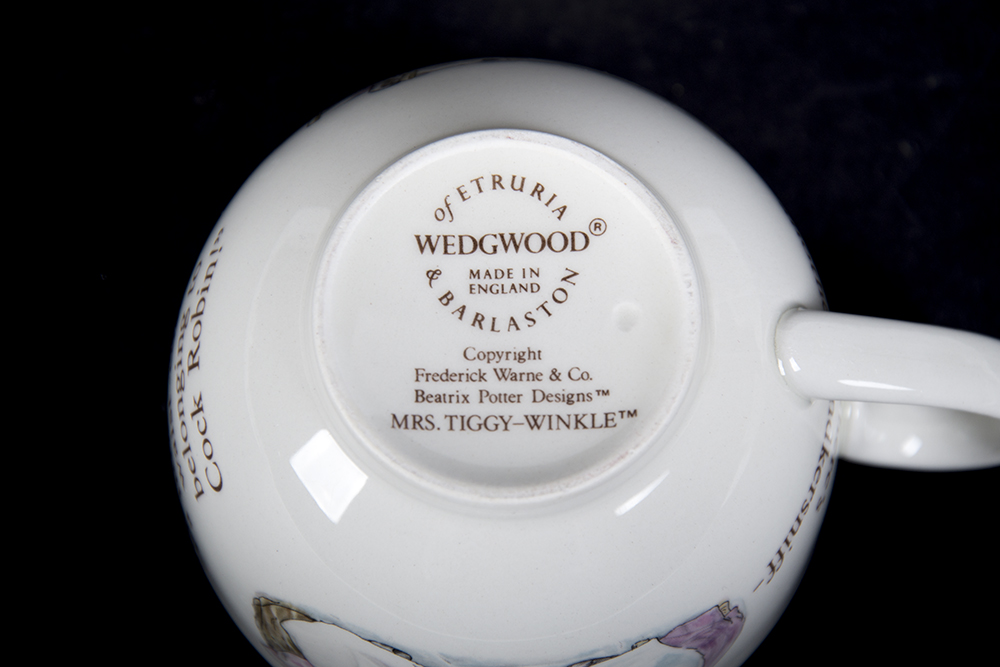 of ETRURIA
WEDGWOOD®
MADE IN
ENGLAND
& BARLASTON
Copyright
Frederick Warne & Co.
Beatrix Potter Designs™
MRS. TIGGY-WINKLE™
belonging
Cock Robin!"